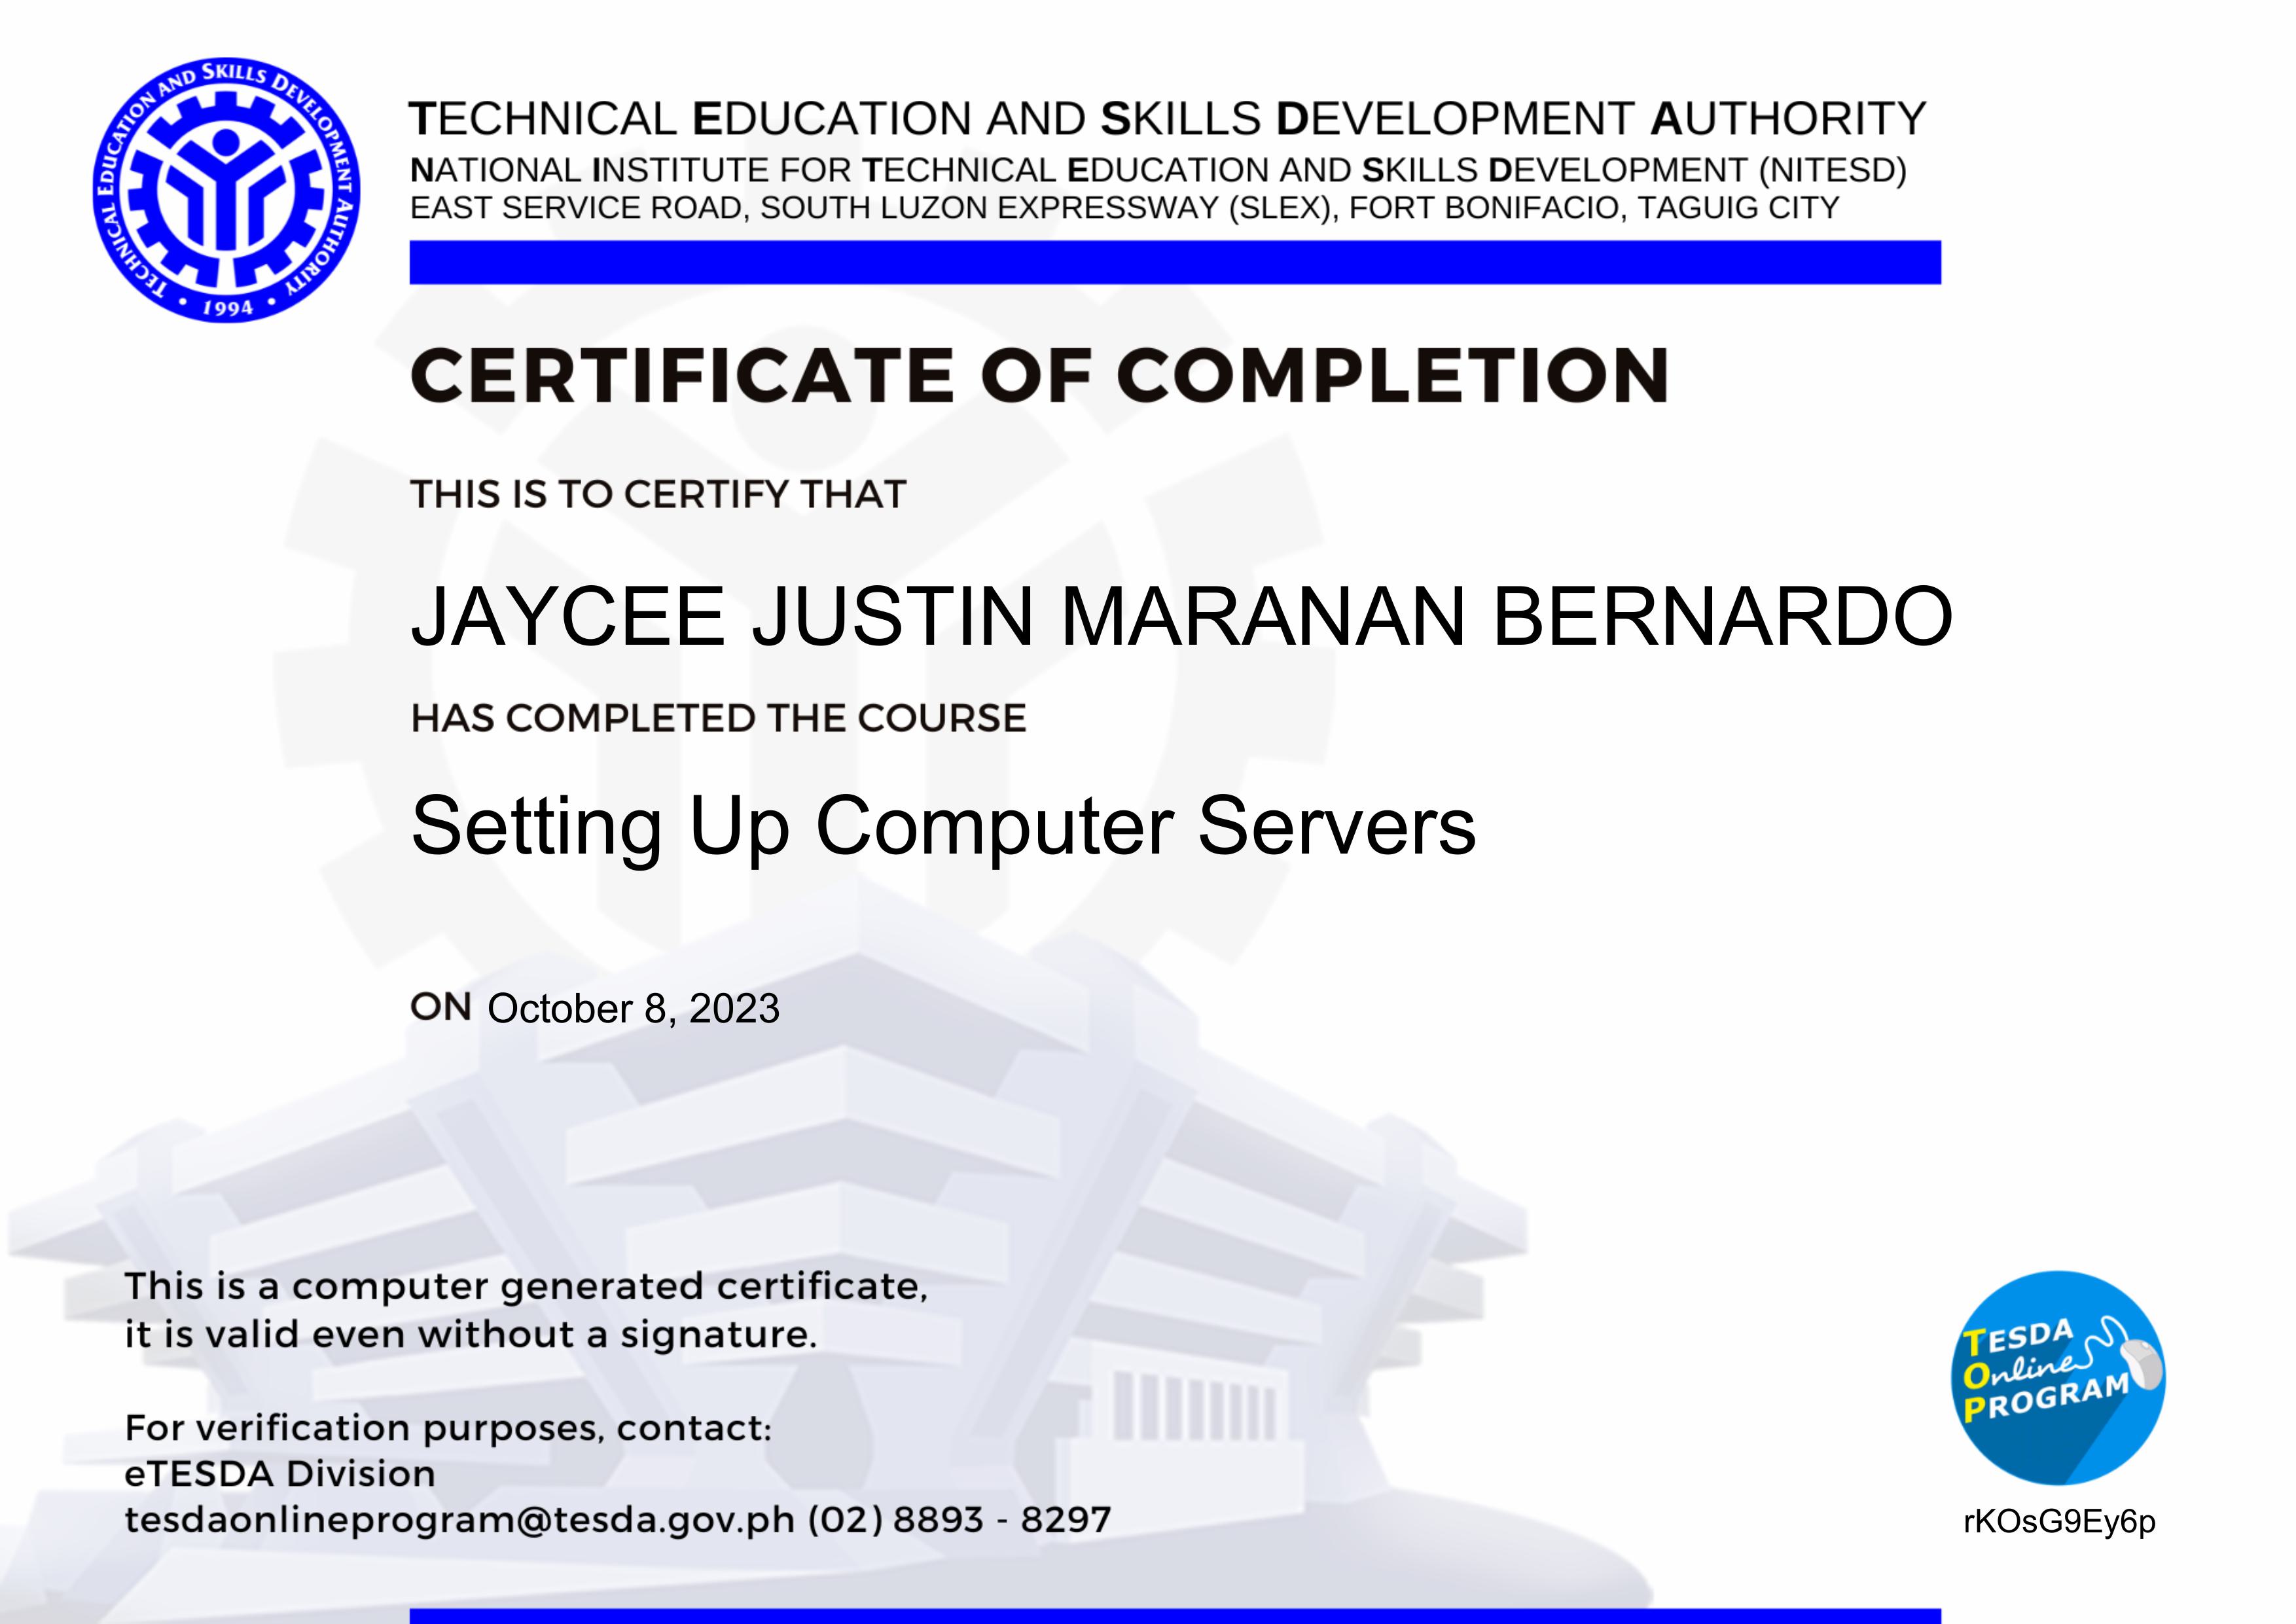 TECHNICAL EDUCATION AND SKILLS DEVELOPMENT AUTHORITY
• 1994 •
TECHNICAL EDUCATION AND SKILLS DEVELOPMENT AUTHORITY
NATIONAL INSTITUTE FOR TECHNICAL EDUCATION AND SKILLS DEVELOPMENT (NITESD)
EAST SERVICE ROAD, SOUTH LUZON EXPRESSWAY (SLEX), FORT BONIFACIO, TAGUIG CITY
CERTIFICATE OF COMPLETION
THIS IS TO CERTIFY THAT
JAYCEE JUSTIN MARANAN BERNARDO
HAS COMPLETED THE COURSE
Setting Up Computer Servers
ON October 8, 2023
This is a computer generated certificate,
it is valid even without a signature.
For verification purposes, contact:
eTESDA Division
tesdaonlineprogram@tesda.gov.ph (02) 8893 - 8297
TESDA
Online
PROGRAM
rKOsG9Ey6p